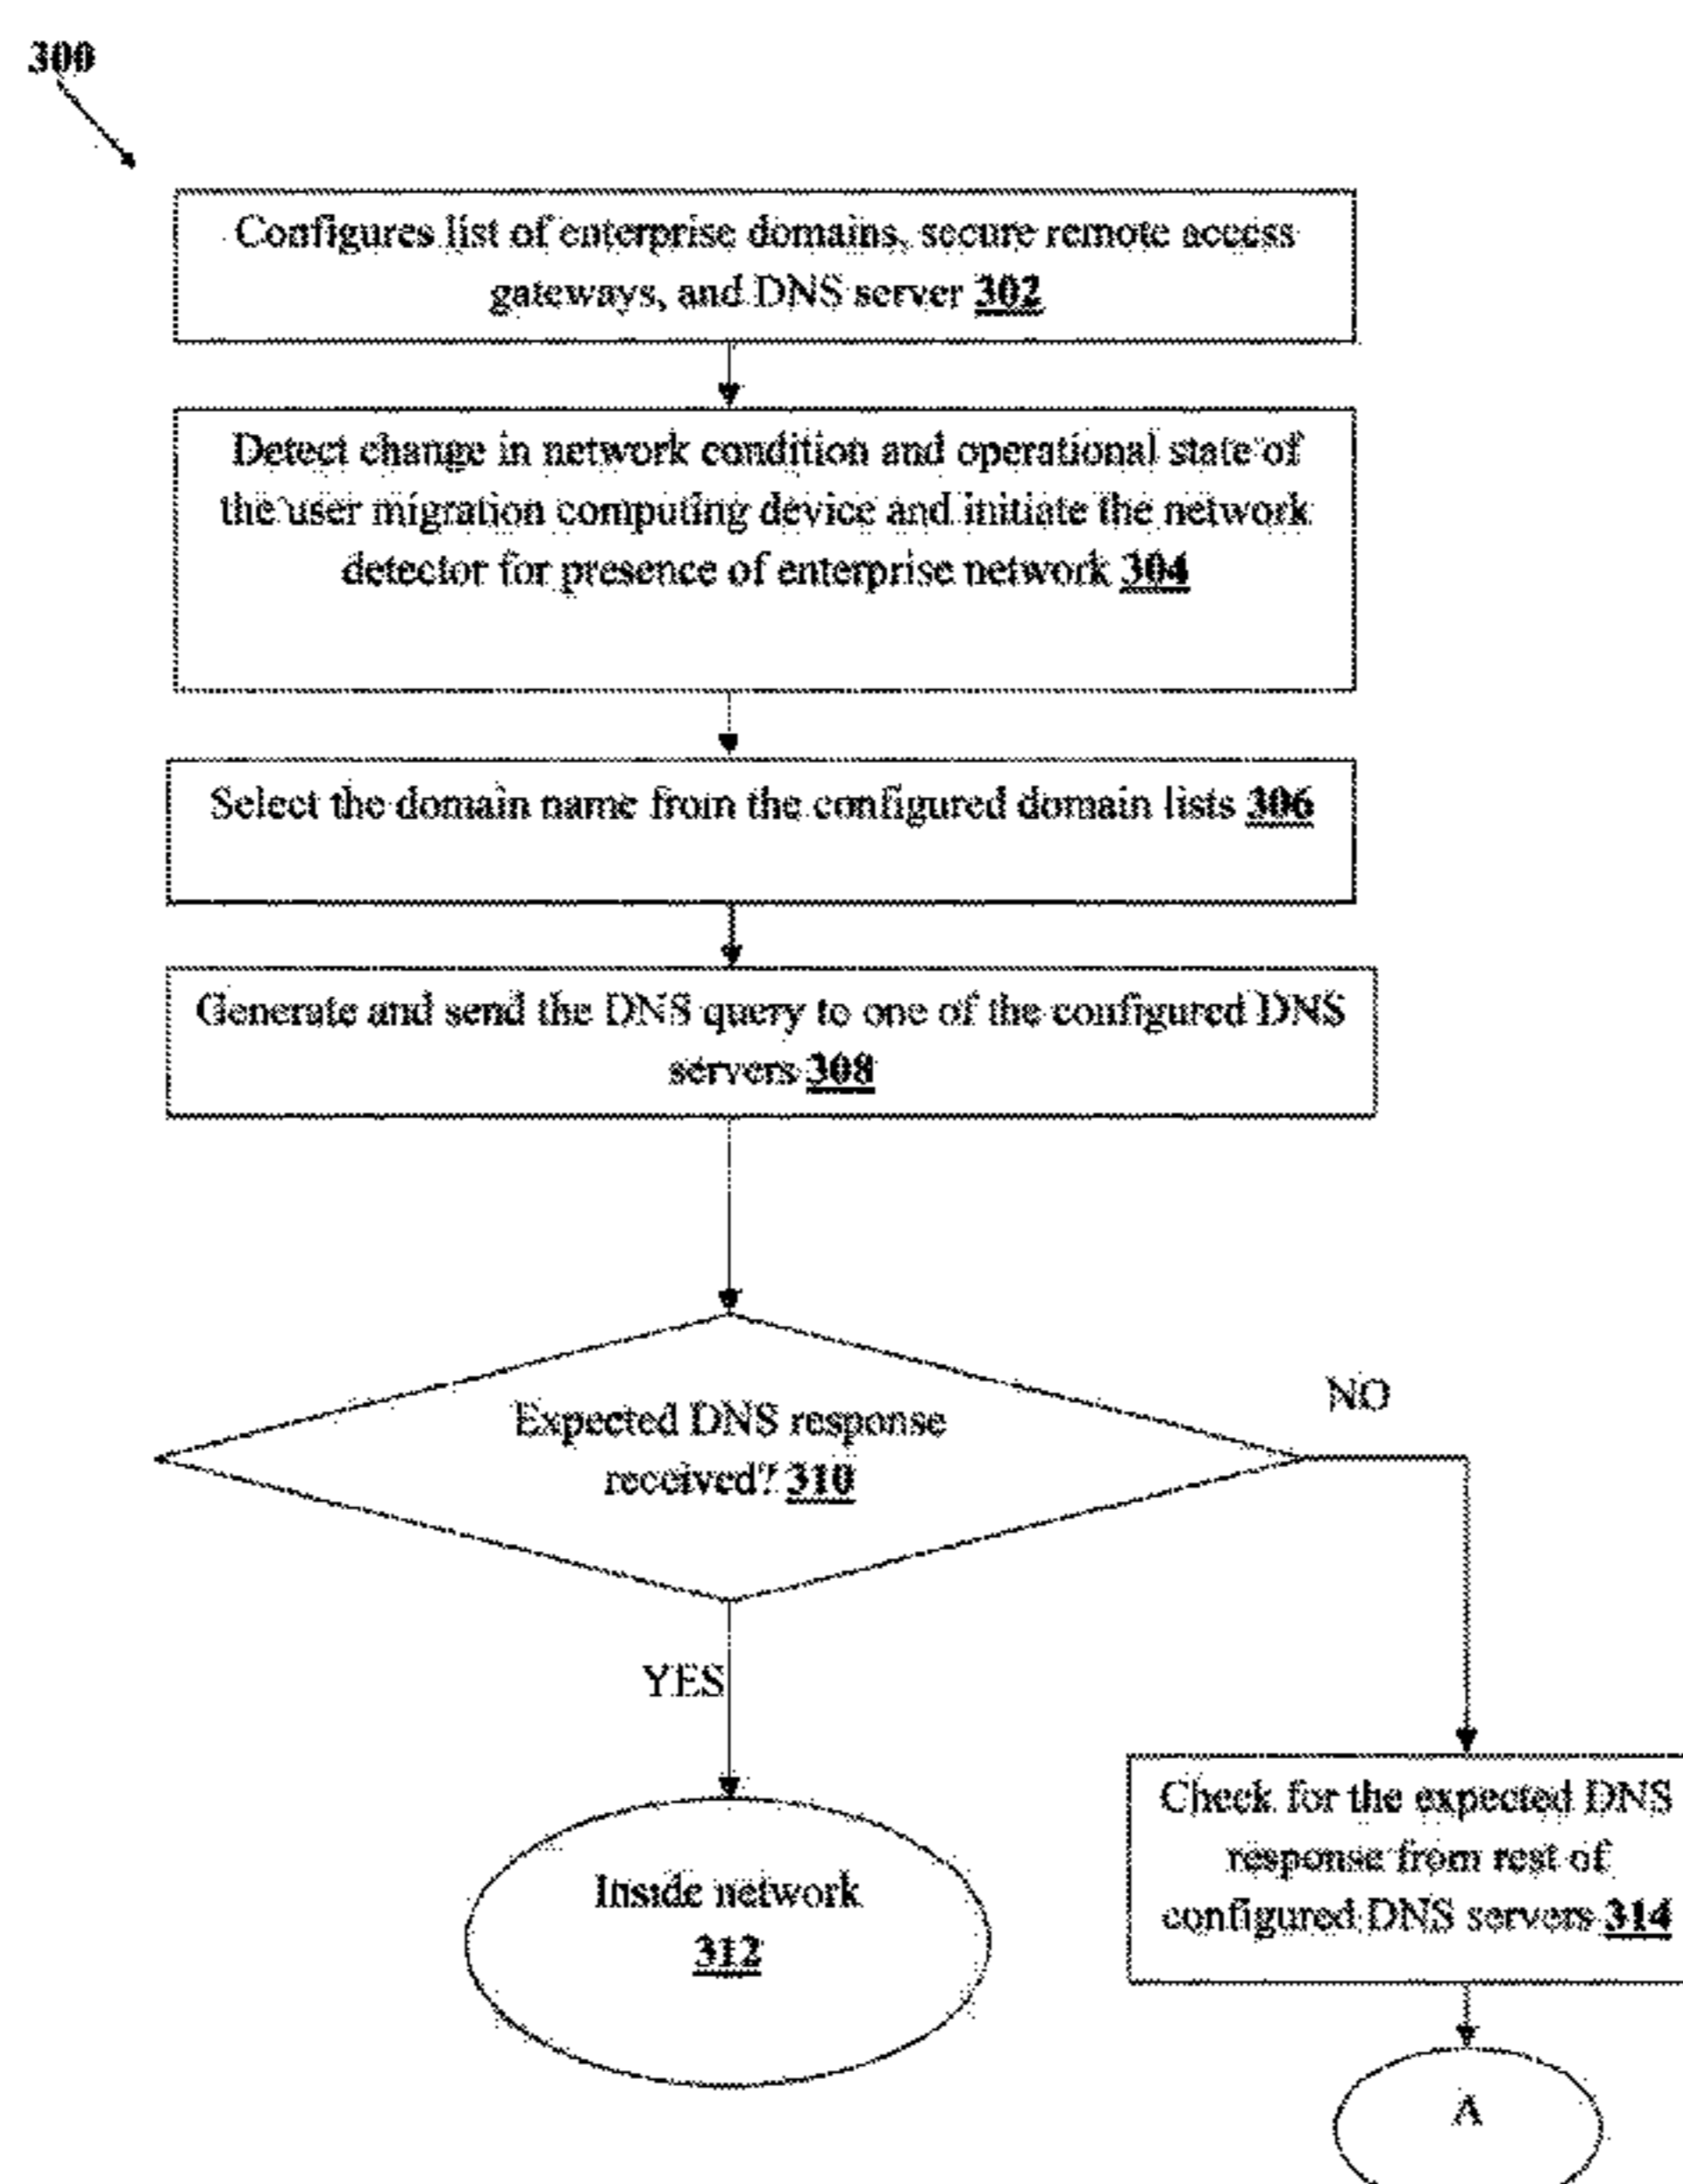 300
Configures list of enterprise domains, secure remote access
gateways, and DNS server 302
Detect change in network condition and operational state of
the user migration computing device and initiate the network
detector for presence of enterprise network 304
Select the domain name from the configured domain lists 306
Generate and send the DNS query to one of the configured DNS
servers 308
Expected DNS response
received? 310
NO
YES
Inside network
312
Check for the expected DNS
response from rest of
configured DNS servers 314
A